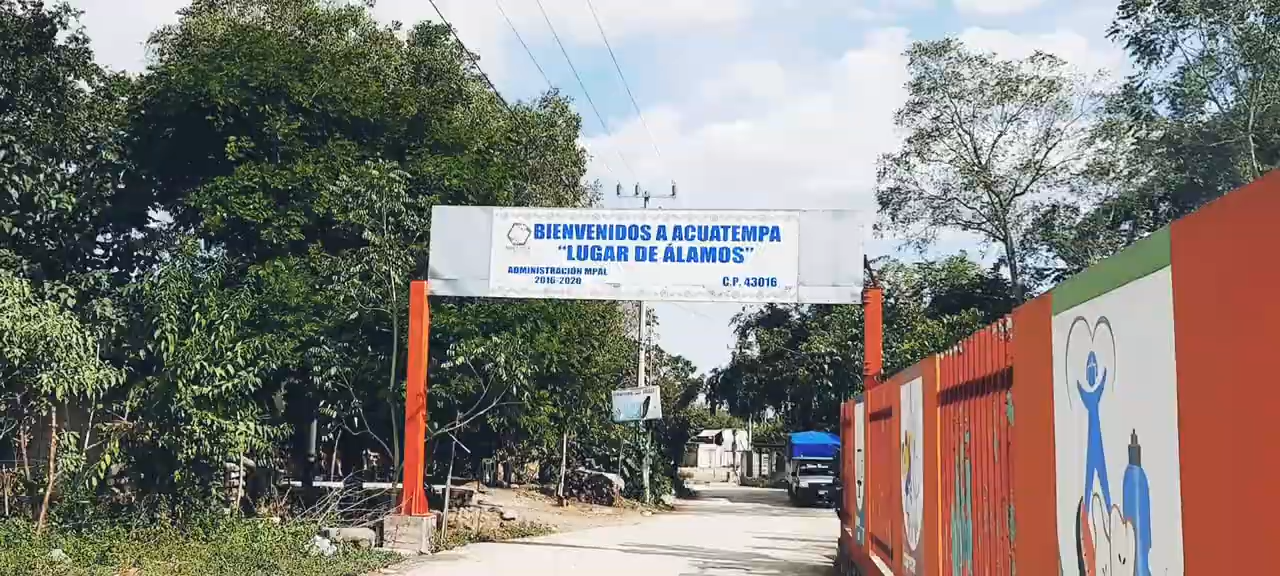 BIENVENIDOS A ACUATEMPA
"LUGAR DE ÁLAMOS"
ADMINISTRACIÓN MPAL
2016-2020
C.P. 43016